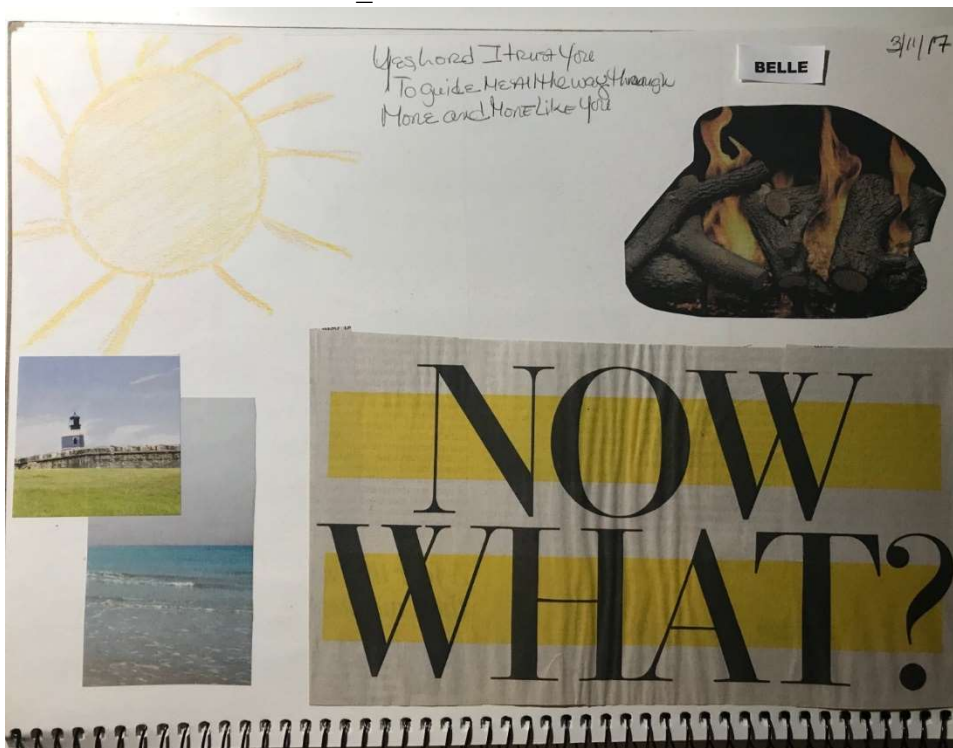 Yes, Lord I trust You
To guide Me All the way through
More and More Like You
BELLE
3/11/17
NOW
WHAT?